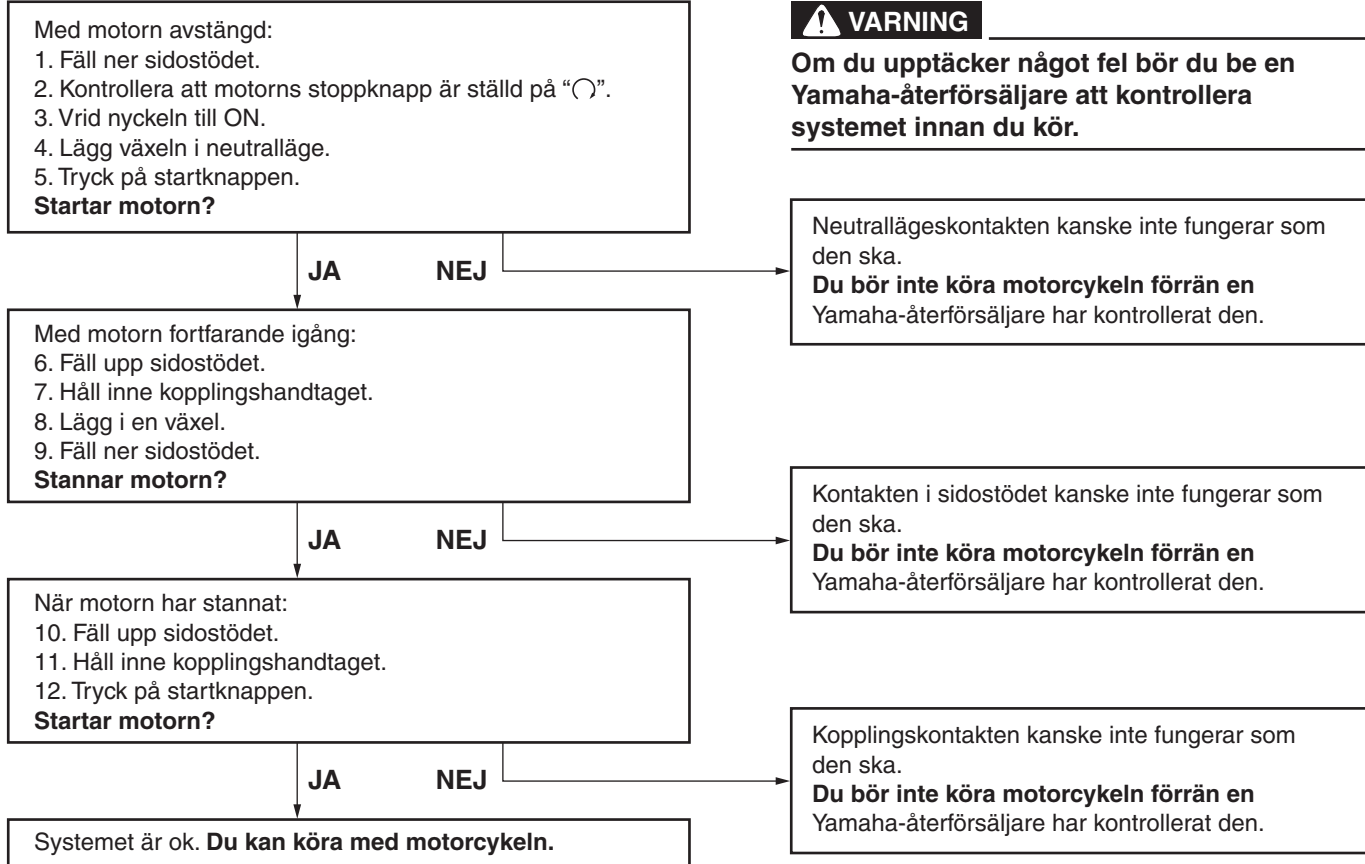 Med motorn avstängd:
1. Fäll ner sidostödet.
2. Kontrollera att motorns stoppknapp är ställd på “○”.
3. Vrid nyckeln till ON.
4. Lägg växeln i neutralläge.
5. Tryck på startknappen.
Startar motorn?
VARNING
Om du upptäcker något fel bör du be en
Yamaha-återförsäljare att kontrollera
systemet innan du kör.
JA NEJ
Neutrallägeskontakten kanske inte fungerar som
den ska.
Du bör inte köra motorcykeln förrän en
Yamaha-återförsäljare har kontrollerat den.
Med motorn fortfarande igång:
6. Fäll upp sidostödet.
7. Håll inne kopplingshandtaget.
8. Lägg i en växel.
9. Fäll ner sidostödet.
Stannar motorn?
JA NEJ
Kontakten i sidostödet kanske inte fungerar som
den ska.
Du bör inte köra motorcykeln förrän en
Yamaha-återförsäljare har kontrollerat den.
När motorn har stannat:
10. Fäll upp sidostödet.
11. Håll inne kopplingshandtaget.
12. Tryck på startknappen.
Startar motorn?
JA NEJ
Kopplingskontakten kanske inte fungerar som
den ska.
Du bör inte köra motorcykeln förrän en
Yamaha-återförsäljare har kontrollerat den.
Systemet är ok. Du kan köra med motorcykeln.